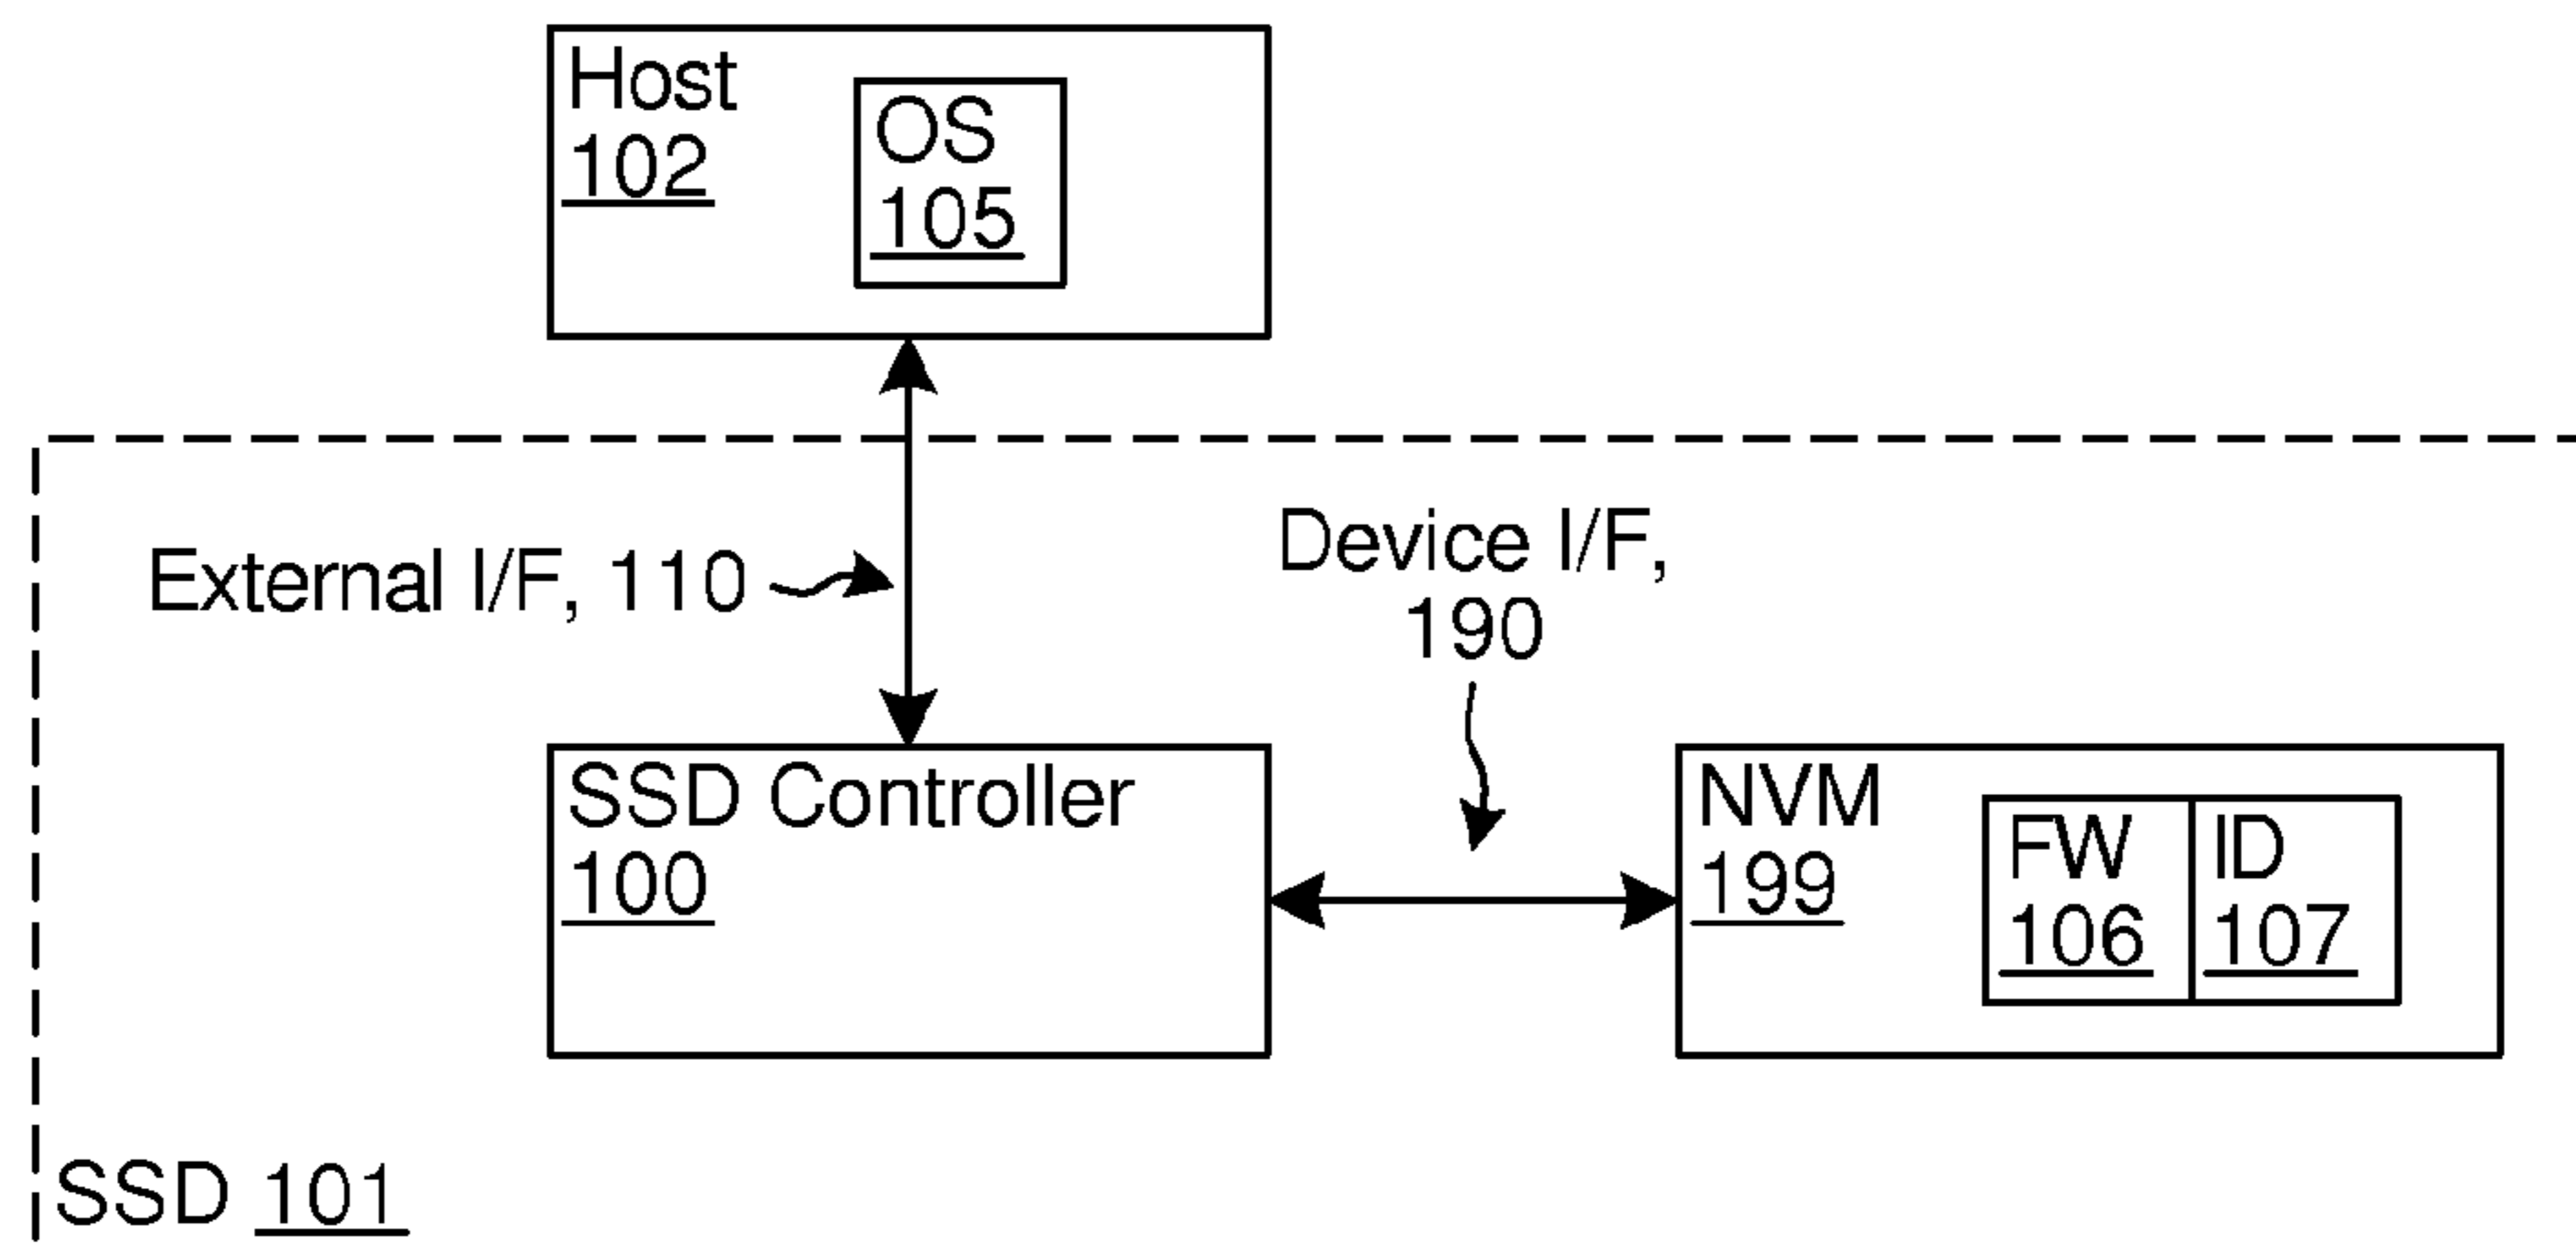 Host
102
OS
105
External I/F, 110
Device I/F,
190
SSD Controller
100
NVM
199
FW
106
ID
107
SSD 101